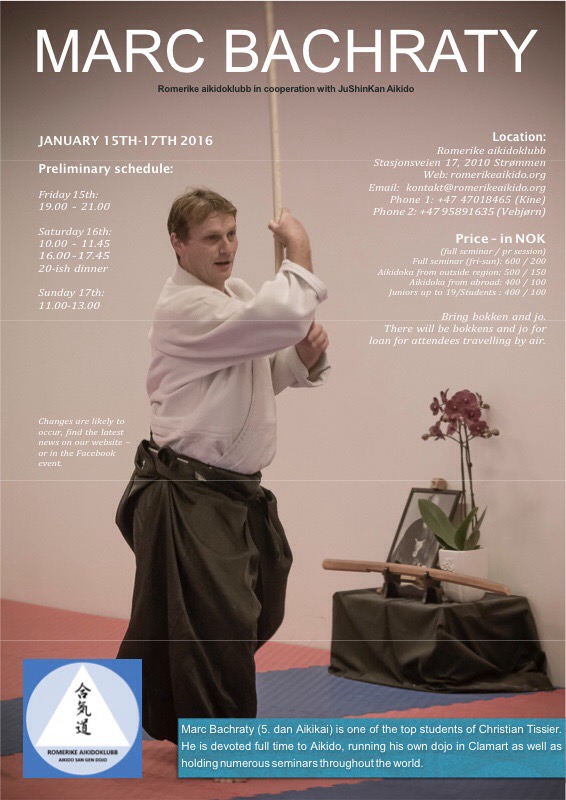 MARC BACHRATY
Romerike aikidoklubb in cooperation with JuShinKan Aikido
JANUARY 15TH-17TH 2016
Preliminary schedule:
Friday 15th:
19.00 - 21.00
Saturday 16th:
10.00 - 11.45
16.00-17.45
20-ish dinner
Sunday 17th:
11.00-13.00
Changes are likely to
occur, find the latest
news on our website –
or in the Facebook
event.
Location:
Romerike aikidoklubb
Stasjonsveien 17, 2010 Strømmen
Web: romerikeaikido.org
Email: kontakt@romerikeaikido.org
Phone 1: +47 47018465 (Kine)
Phone 2: +47 95891635 (Vebjørn)
Price – in NOK
(full seminar / pr session)
Full seminar (fri-sun): 600 / 200
Aikidoka from outside region: 500 / 150
Aikidoka from abroad: 400 / 100
Juniors up to 19/Students : 400 / 100
Bring bokken and jo.
There will be bokkens and jo for
loan for attendees travelling by air.
合
気
道
ROMERIKE AIKIDOKLUBB
AIKIDO SAN GEN DOJO
Marc Bachraty (5. dan Aikikai) is one of the top students of Christian Tissier.
He is devoted full time to Aikido, running his own dojo in Clamart as well as
holding numerous seminars throughout the world.